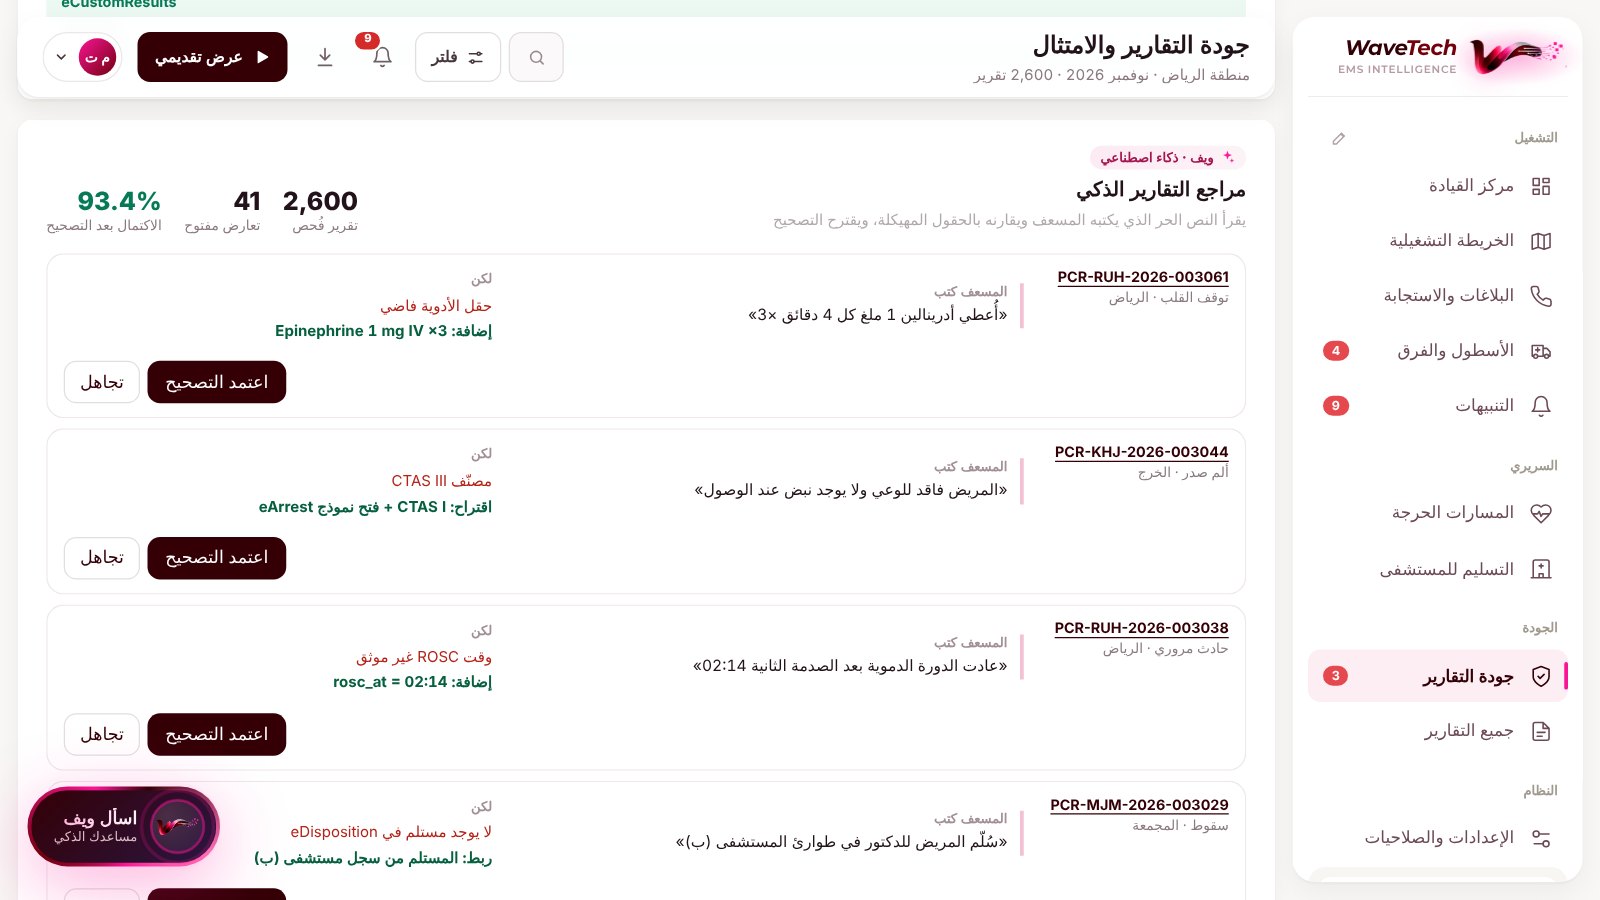 eCustomResults
جودة التقارير والامتثال
منطقة الرياض · نوفمبر 2026 · 2,600 تقرير
فلتر
9
عرض تقديمي
م ت
WaveTech
EMS INTELLIGENCE
التشغيل
مركز القيادة
الخريطة التشغيلية
البلاغات والاستجابة
الأسطول والفرق
4
التنبيهات
9
السريري
المسارات الحرجة
التسليم للمستشفى
الجودة
جودة التقارير
3
جميع التقارير
النظام
الإعدادات والصلاحيات
ويف · ذكاء اصطناعي
مراجع التقارير الذكي
يقرأ النص الحر الذي يكتبه المسعف ويقارنه بالحقول المهيكلة، ويقترح التصحيح
2,600
تقرير فُحص
41
تعارض مفتوح
93.4%
الاكتمال بعد التصحيح
PCR-RUH-2026-003061
توقف القلب · الرياض
المسعف كتب
«أُعطي أدرينالين 1 ملغ كل 4 دقائق ×3»
لكن
حقل الأدوية فاضي
إضافة: Epinephrine 1 mg IV ×3
اعتمد التصحيح
تجاهل
PCR-KHJ-2026-003044
ألم صدر · الخرج
المسعف كتب
«المريض فاقد للوعي ولا يوجد نبض عند الوصول»
لكن
مصنّف CTAS III
اقتراح: CTAS I + فتح نموذج eArrest
اعتمد التصحيح
تجاهل
PCR-RUH-2026-003038
حادث مروري · الرياض
المسعف كتب
«عادت الدورة الدموية بعد الصدمة الثانية 02:14»
لكن
وقت ROSC غير موثق
إضافة: rosc_at = 02:14
اعتمد التصحيح
تجاهل
PCR-MJM-2026-003029
سقوط · المجمعة
المسعف كتب
«سُلّم المريض للدكتور في طوارئ المستشفى (ب)»
لكن
لا يوجد مستلم في eDisposition
ربط: المستلم من سجل مستشفى (ب)
اسأل ويف
مساعدك الذكي